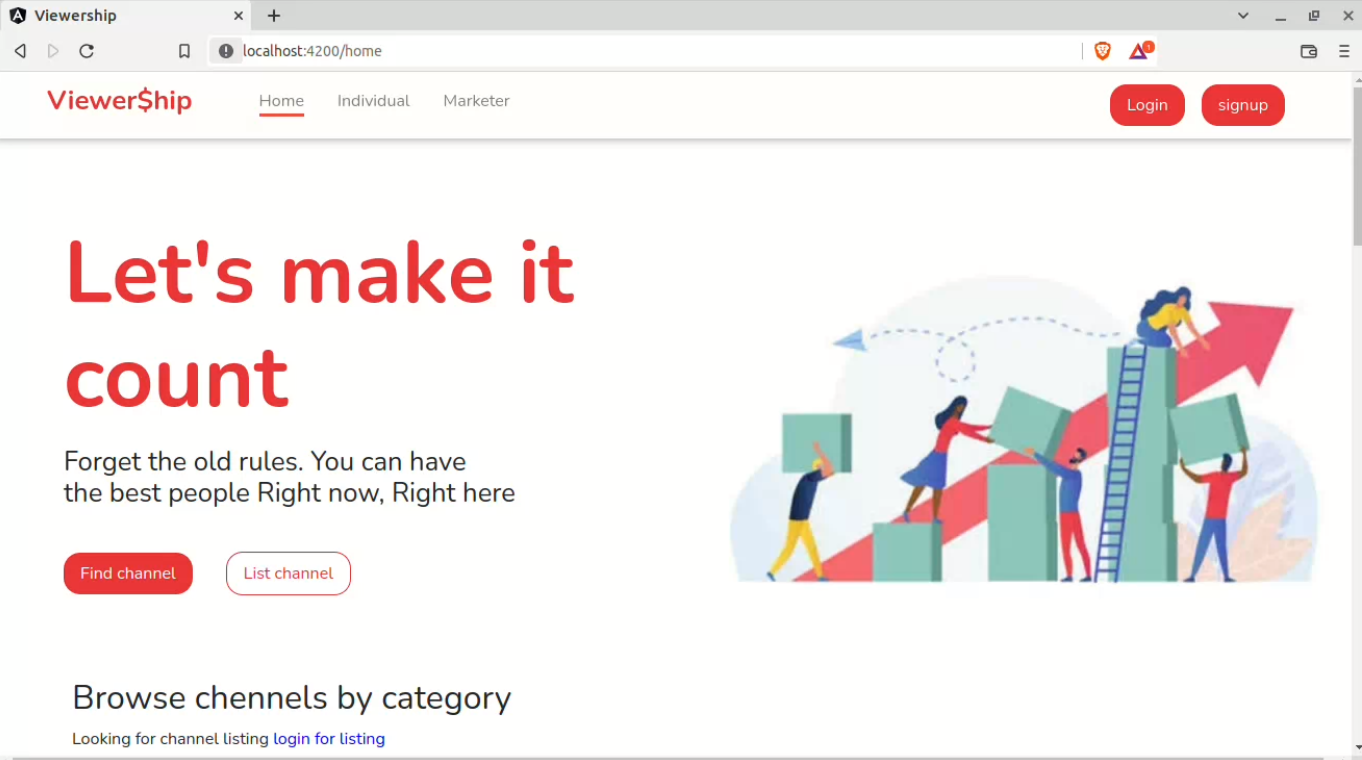 Viewership
localhost:4200/home
1
Viewer$hip Home Individual Marketer Login signup
Let's make it
count
Forget the old rules. You can have
the best people Right now, Right here
Find channel List channel
Browse chennels by category
Looking for channel listing login for listing